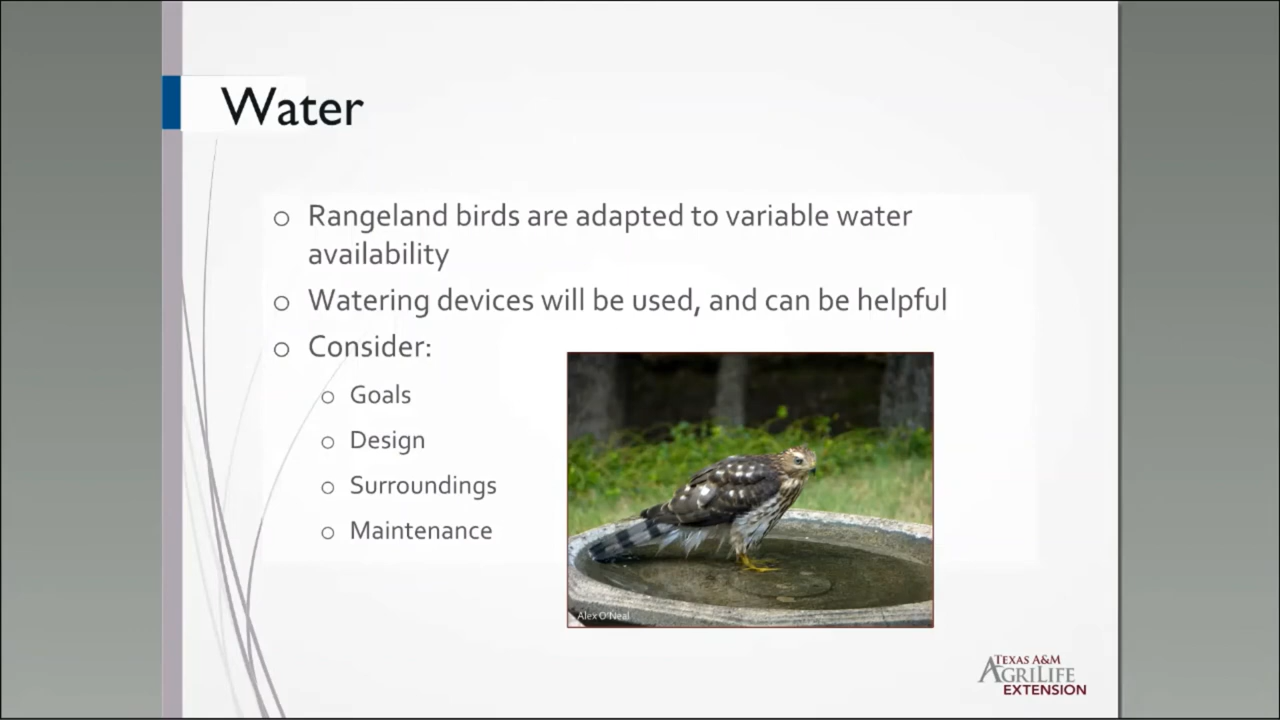 Water
Rangeland birds are adapted to variable water
availability
Watering devices will be used, and can be helpful
Consider:
Goals
Design
Surroundings
Maintenance
Alex O'Neal
TEXAS A&M
AGRILIFE
EXTENSION